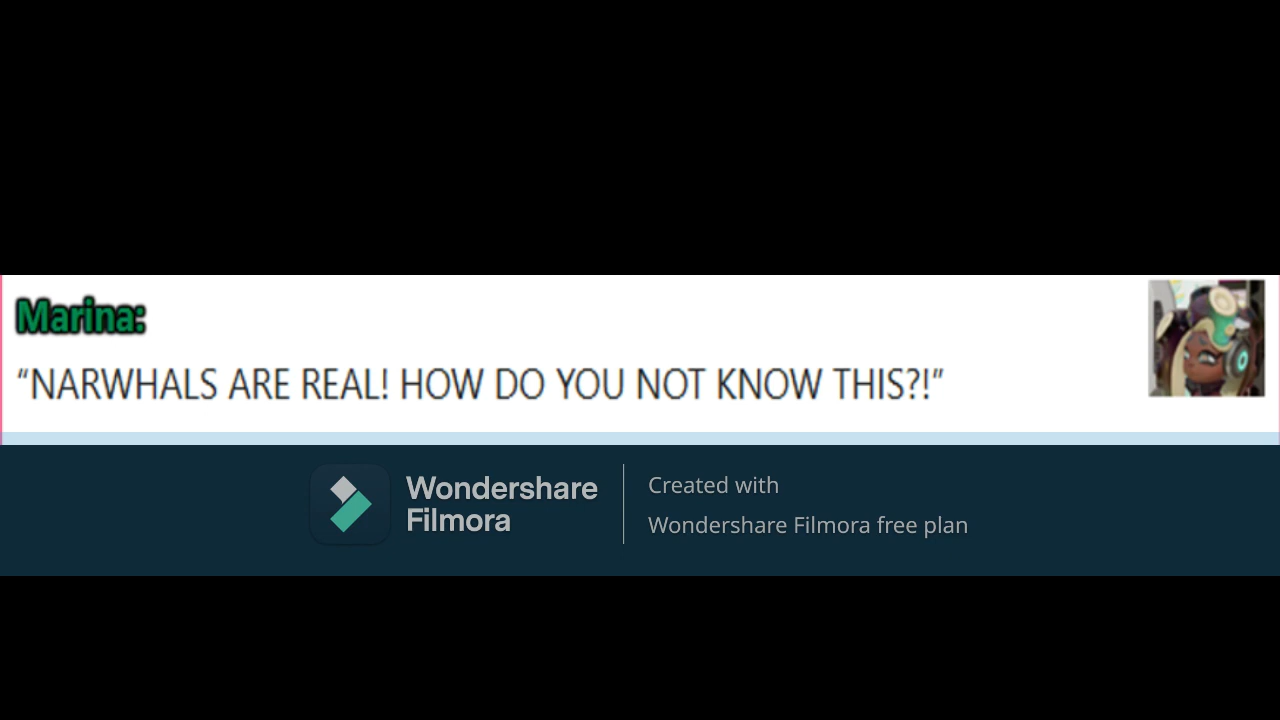 Marina:
“NARWHALS ARE REAL! HOW DO YOU NOT KNOW THIS?!”
Wondershare
Filmora
Created with
Wondershare Filmora free plan